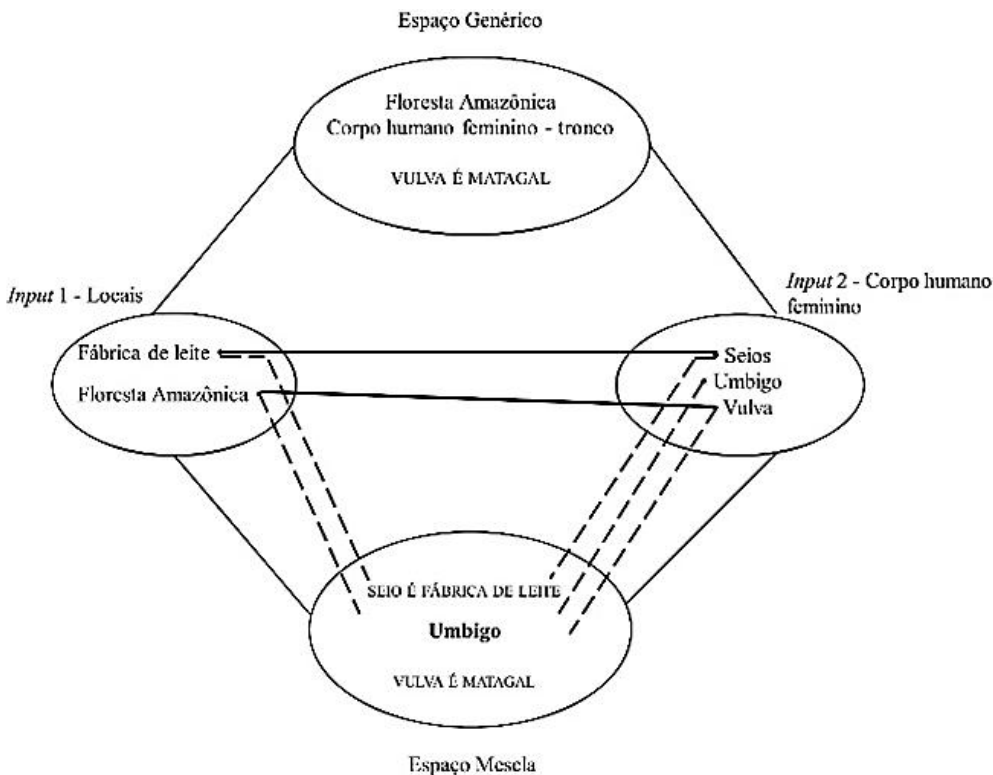 Espaço Genérico
Floresta Amazônica
Corpo humano feminino - tronco
VULVA É MATAGAL
Input 1 - Locais
Input 2 - Corpo humano
feminino
Fábrica de leite
Seios
Umbigo
Floresta Amazônica
Vulva
SEIO É FÁBRICA DE LEITE
Umbigo
VULVA É MATAGAL
Espaço Mescla